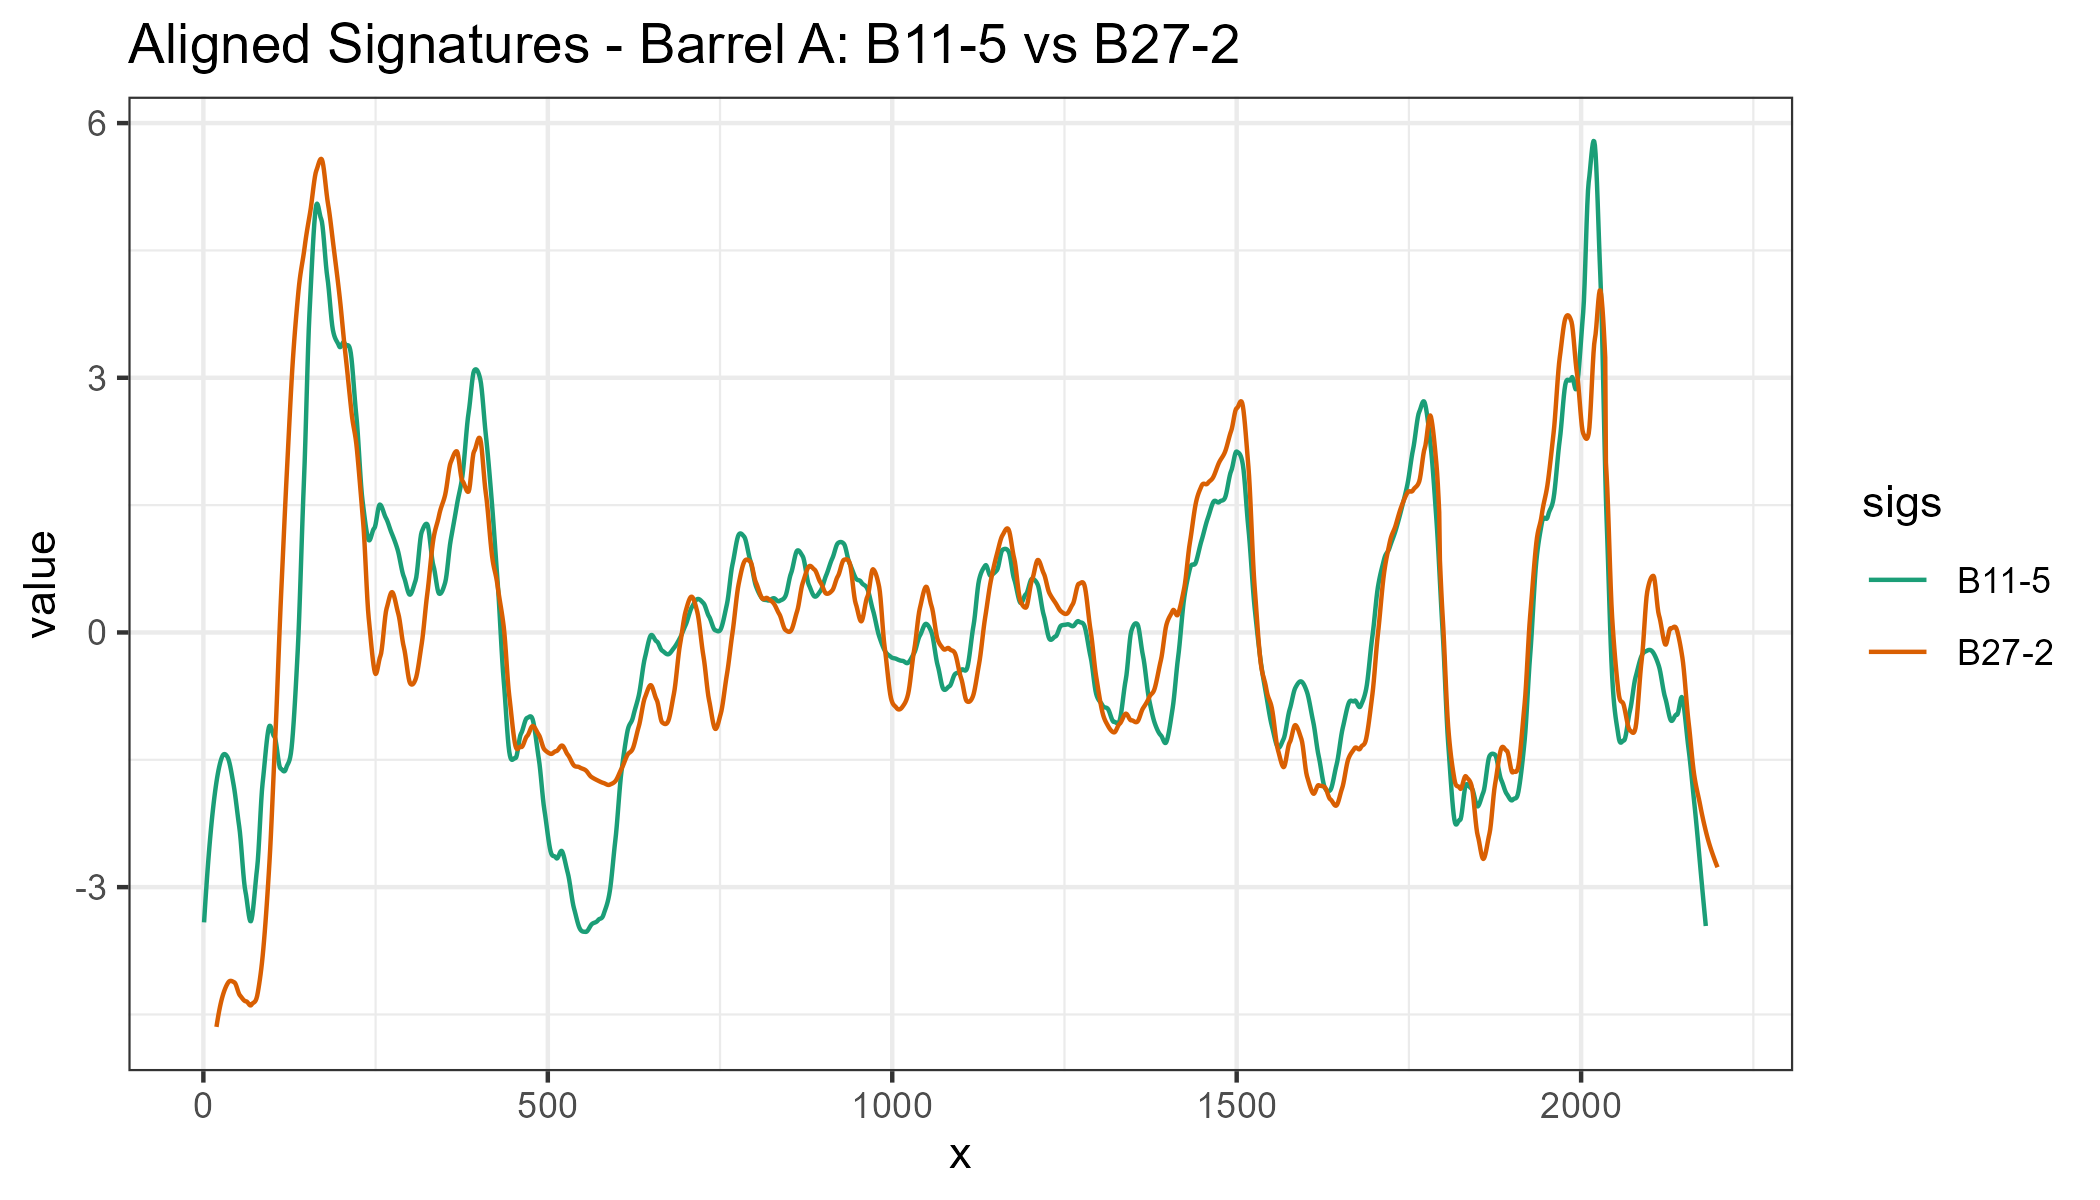 Aligned Signatures - Barrel A: B11-5 vs B27-2
6
3
0
-3
value
0 500 1000 1500 2000
x
sigs
B11-5
B27-2